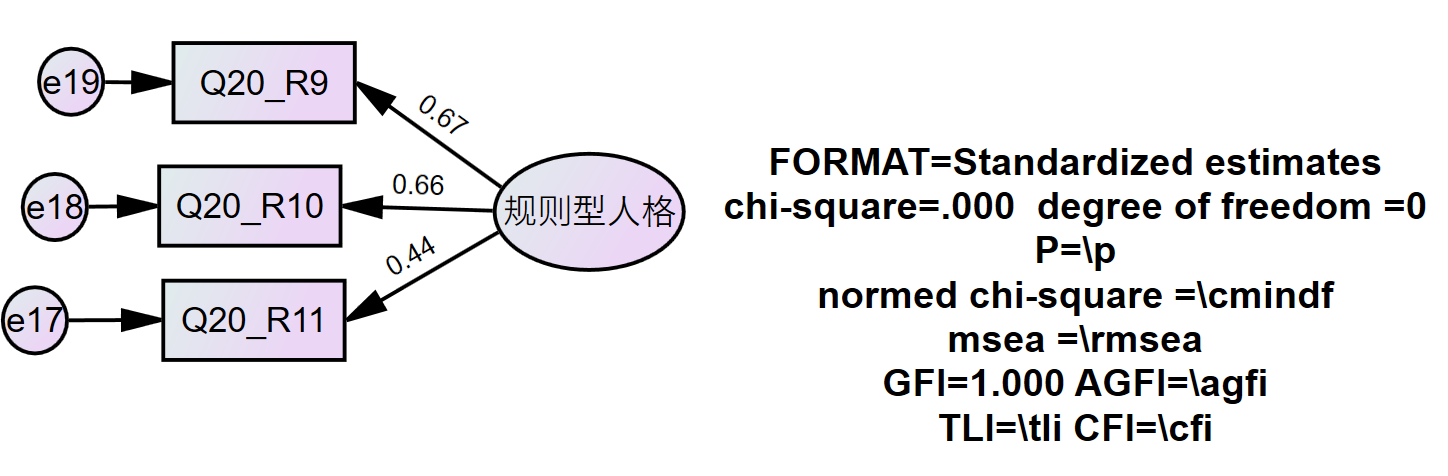 e19
Q20_R9
0.67
e18
Q20_R10
0.66
规则型人格
e17
Q20_R11
0.44
FORMAT=Standardized estimates
chi-square=.000 degree of freedom =0
P=\p
normed chi-square =\cmindf
msea =\rmsea
GFI=1.000 AGFI=\agfi
TLI=\tli CFI=\cfi